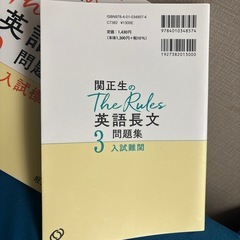 ISBN978-4-01-034857-4
C7382 ¥1300E
定価：1,430円
（本体1,300円＋税10%）
9784010348574
1927382013000
関正生の
The Rules
英語長文
問題集
3 入試難関
英語
問題集
3